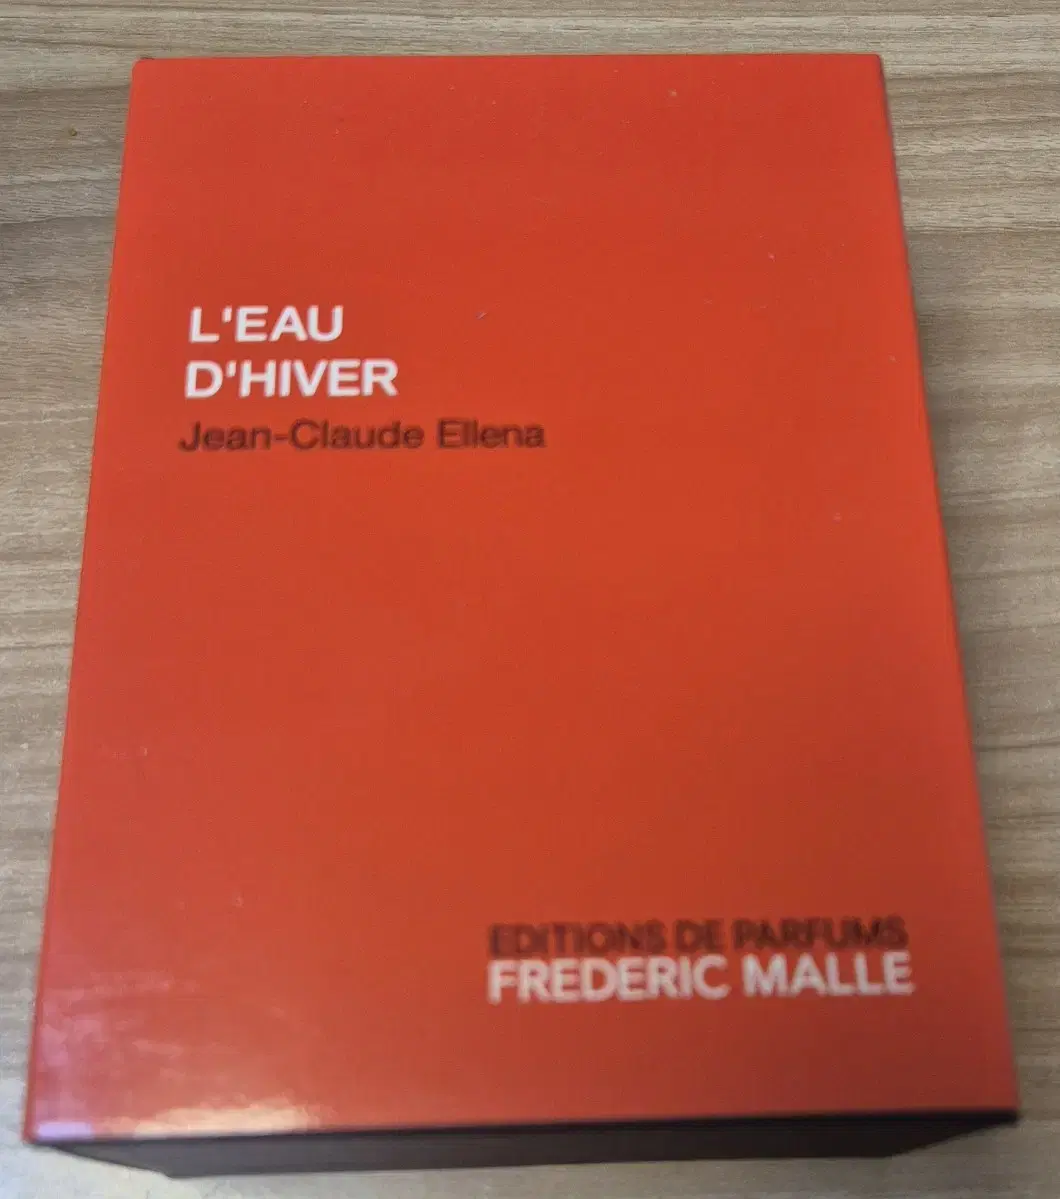 L'EAU
D'HIVER
Jean-Claude Ellena
EDITIONS DE PARFUMS
FREDERIC MALLE